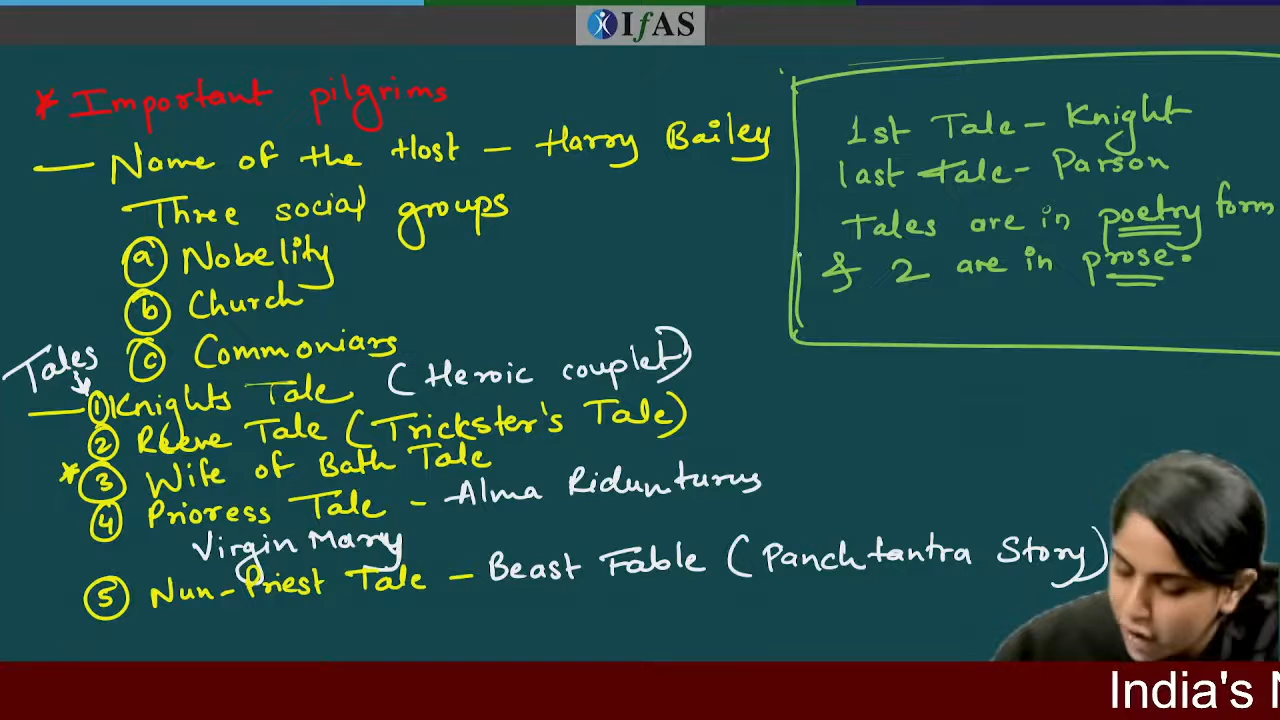 IfAS
* Important pilgrims
— Name of the Host – Harry Bailey
Three social groups
(a) Nobelity
(b) Church
(c) Commonians
Tales
— (1) Knights Tale (Heroic couplet)
(2) Reeve Tale (Trickster's Tale)
* (3) Wife of Bath Tale
(4) Prioress Tale – Alma Ridumturus
Virgin Mary
(5) Nun-Priest Tale – Beast Fable (Panchtantra Story)
1st Tale – Knight
last Tale – Parson
Tales are in poetry form
& 2 are in prose.
India's N